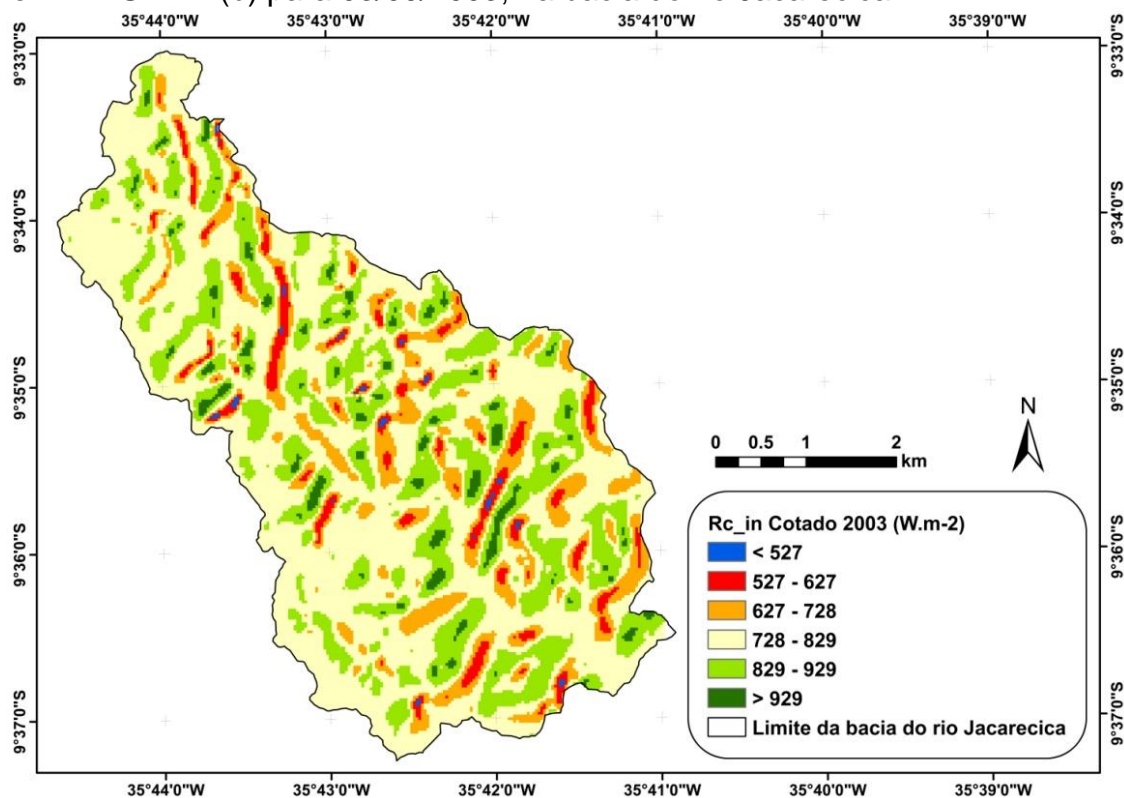 35°44'0"W 35°43'0"W 35°42'0"W 35°41'0"W 35°40'0"W 35°39'0"W
9°33'0"S 9°33'0"S
9°34'0"S 9°34'0"S
9°35'0"S 9°35'0"S
N
0 0.5 1 2
km
Rc_in Cotado 2003 (W.m-2)
< 527
527 - 627
9°36'0"S 9°36'0"S
627 - 728
728 - 829
829 - 929
> 929
Limite da bacia do rio Jacarecica
9°37'0"S 9°37'0"S
35°44'0"W 35°43'0"W 35°42'0"W 35°41'0"W 35°40'0"W 35°39'0"W